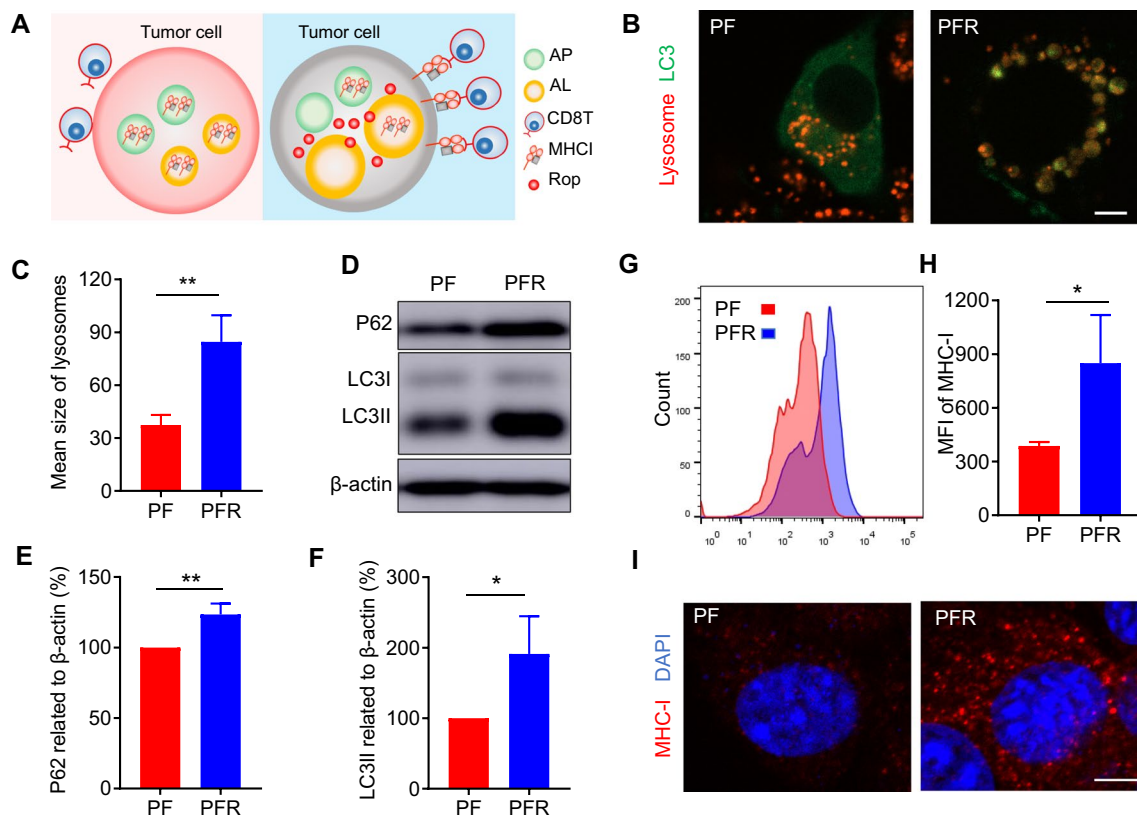 A
Tumor cell
Tumor cell
AP
AL
CD8T
MHCI
Rop
B
Lysosome LC3
PF
PFR
C
Mean size of lysosomes
120
90
60
30
0
**
PF
PFR
D
PF
PFR
P62
LC3I
LC3II
β-actin
G
PF
PFR
Count
200
150
100
50
0
10⁰
10¹
10²
10³
10⁴
10⁵
H
MFI of MHC-I
1200
900
600
300
0
*
PF
PFR
E
P62 related to β-actin (%)
150
100
50
0
**
PF
PFR
F
LC3II related to β-actin (%)
300
200
100
0
*
PF
PFR
I
MHC-I DAPI
PF
PFR